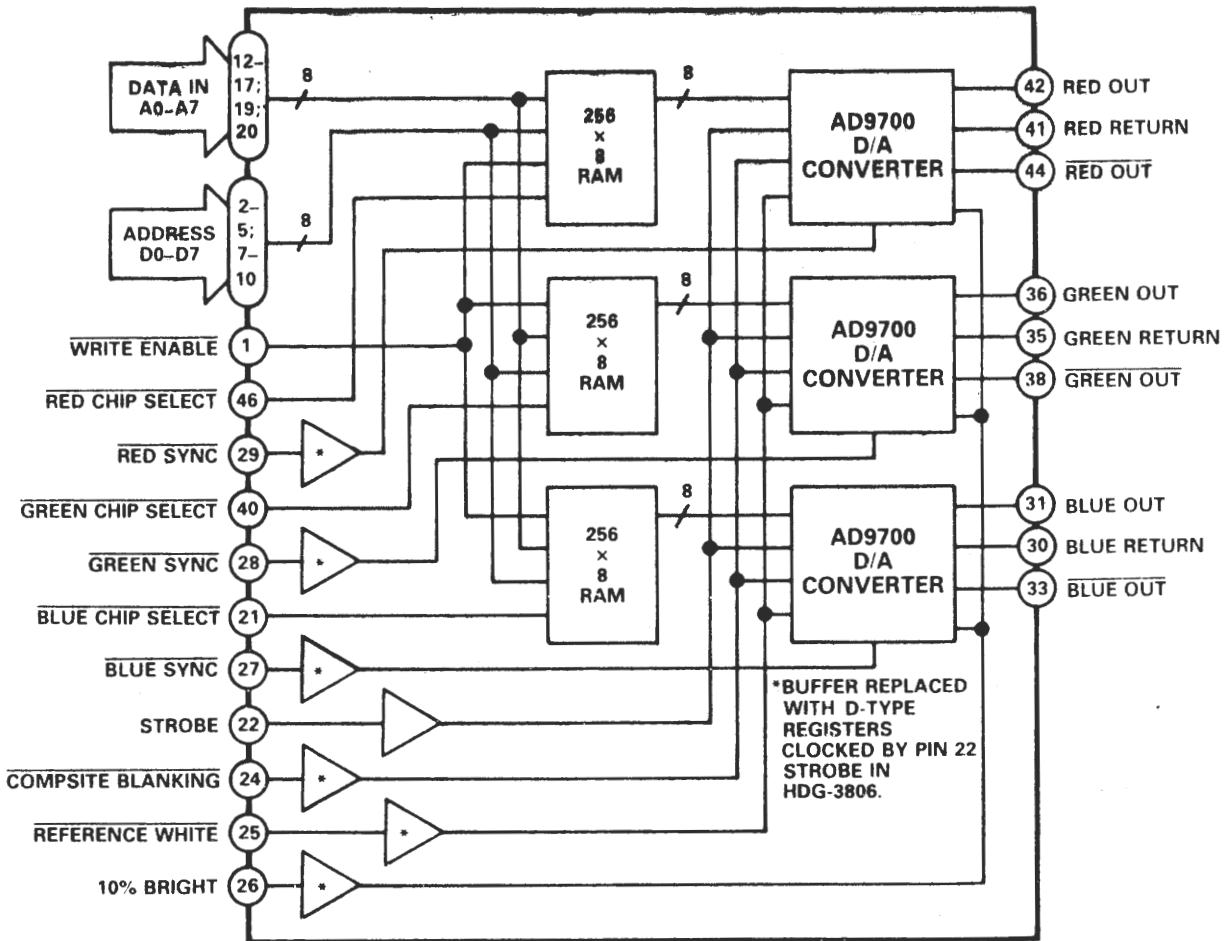 DATA IN
A0–A7
12–
17;
19;
20
8
ADDRESS
D0–D7
2–
5;
7–
10
8
WRITE ENABLE
1
RED CHIP SELECT
46
RED SYNC
29
*
GREEN CHIP SELECT
40
GREEN SYNC
28
*
BLUE CHIP SELECT
21
BLUE SYNC
27
*
STROBE
22
COMPSITE BLANKING
24
*
REFERENCE WHITE
25
*
10% BRIGHT
26
*
256
×
8
RAM
8
AD9700
D/A
CONVERTER
42
RED OUT
41
RED RETURN
44
RED OUT
256
×
8
RAM
8
AD9700
D/A
CONVERTER
36
GREEN OUT
35
GREEN RETURN
38
GREEN OUT
256
×
8
RAM
8
AD9700
D/A
CONVERTER
31
BLUE OUT
30
BLUE RETURN
33
BLUE OUT
*BUFFER REPLACED
WITH D-TYPE
REGISTERS
CLOCKED BY PIN 22
STROBE IN
HDG-3806.